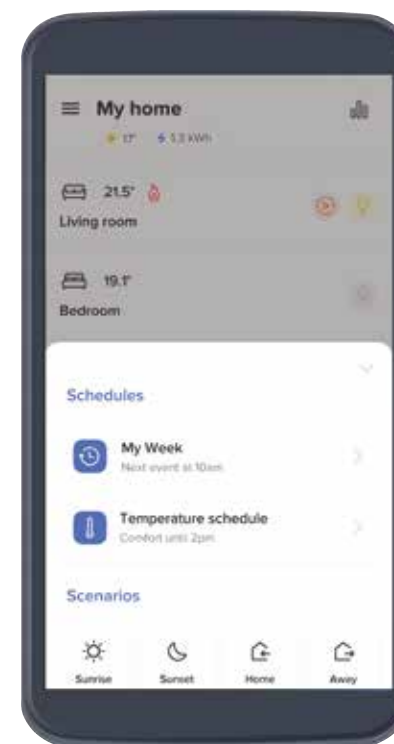 My home
17° 5.3 kWh
21.5°
Living room
19.1°
Bedroom
Schedules
My Week
Next event at 10am
Temperature schedule
Comfort until 2pm
Scenarios
Sunrise Sunset Home Away